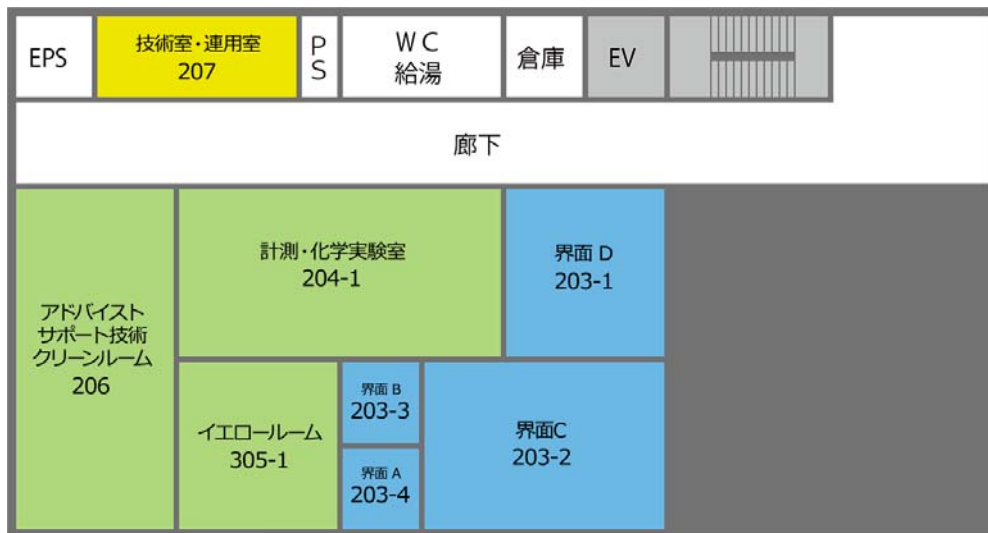 EPS
技術室・運用室
207
P
S
WC
給湯
倉庫
EV
廊下
計測・化学実験室
204-1
界面 D
203-1
アドバイスト
サポート技術
クリーンルーム
206
イエロールーム
305-1
界面 B
203-3
界面 A
203-4
界面C
203-2